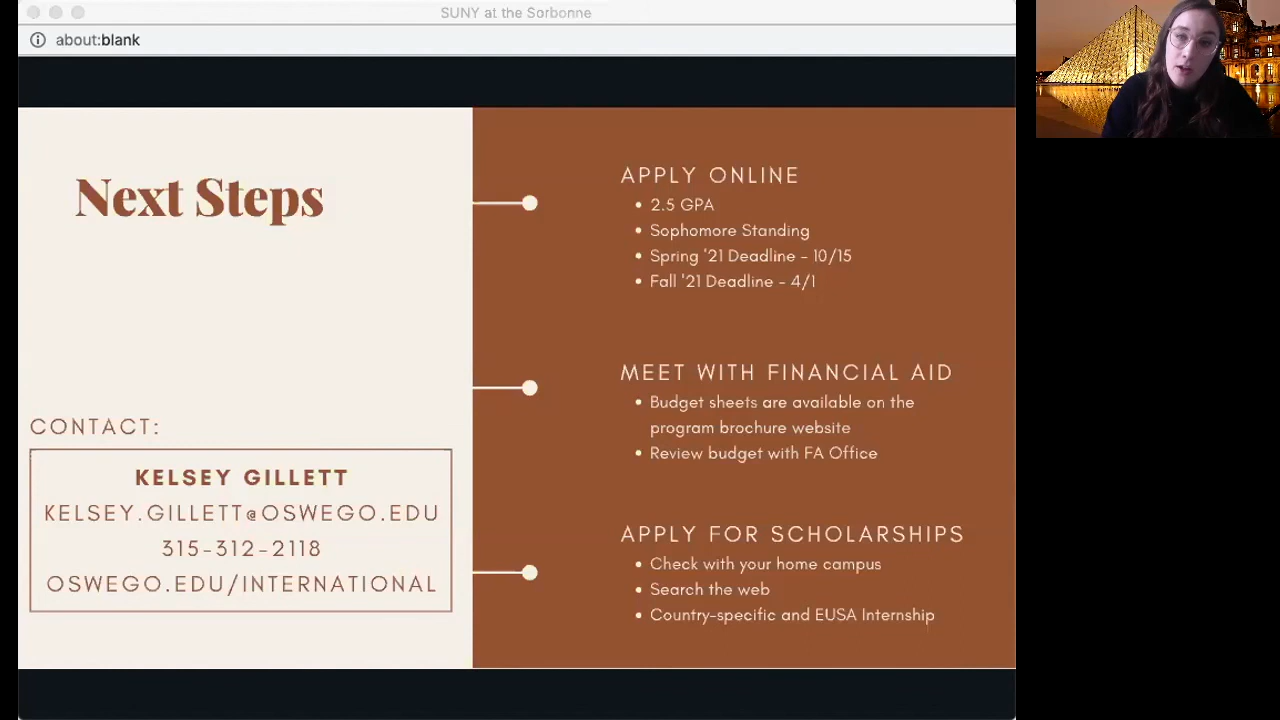 SUNY at the Sorbonne
about:blank
Next Steps
CONTACT:
KELSEY GILLETT
KELSEY.GILLETT@OSWEGO.EDU
315-312-2118
OSWEGO.EDU/INTERNATIONAL
APPLY ONLINE
• 2.5 GPA
• Sophomore Standing
• Spring '21 Deadline - 10/15
• Fall '21 Deadline - 4/1
MEET WITH FINANCIAL AID
• Budget sheets are available on the
program brochure website
• Review budget with FA Office
APPLY FOR SCHOLARSHIPS
• Check with your home campus
• Search the web
• Country-specific and EUSA Internship